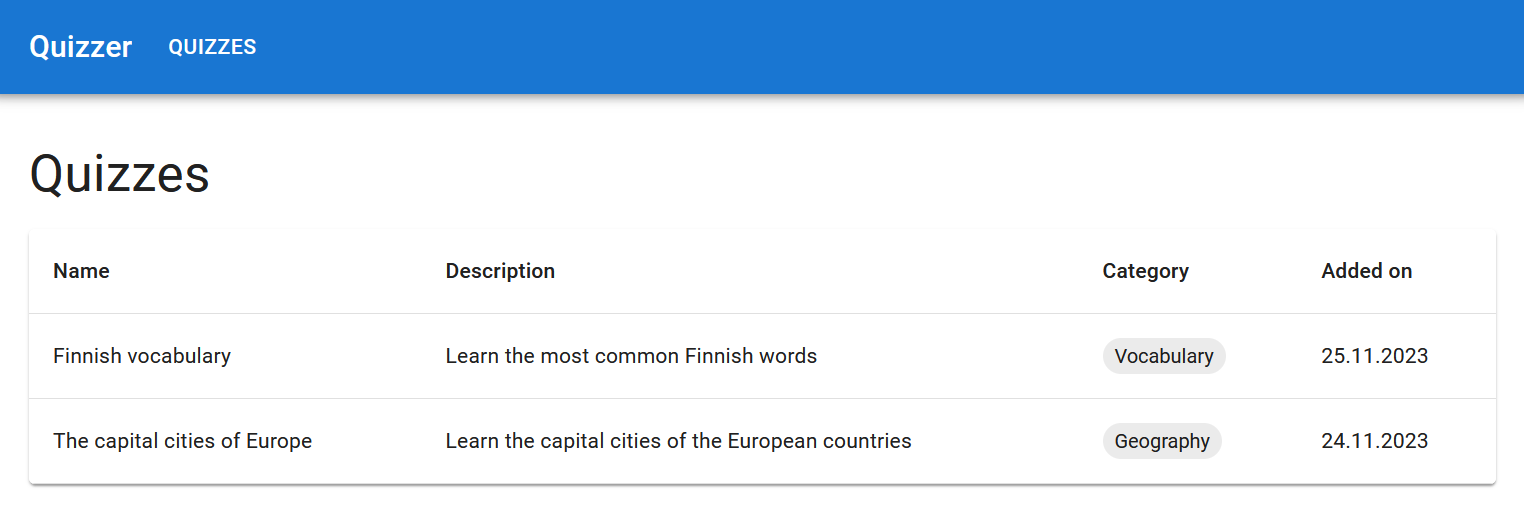 Quizzer QUIZZES
Quizzes
Name Description Category Added on
Finnish vocabulary Learn the most common Finnish words Vocabulary 25.11.2023
The capital cities of Europe Learn the capital cities of the European countries Geography 24.11.2023